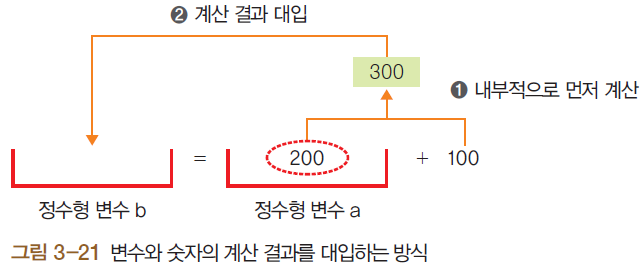 ❷ 계산 결과 대입
300
❶ 내부적으로 먼저 계산
= 200 + 100
정수형 변수 b 정수형 변수 a
그림 3-21 변수와 숫자의 계산 결과를 대입하는 방식